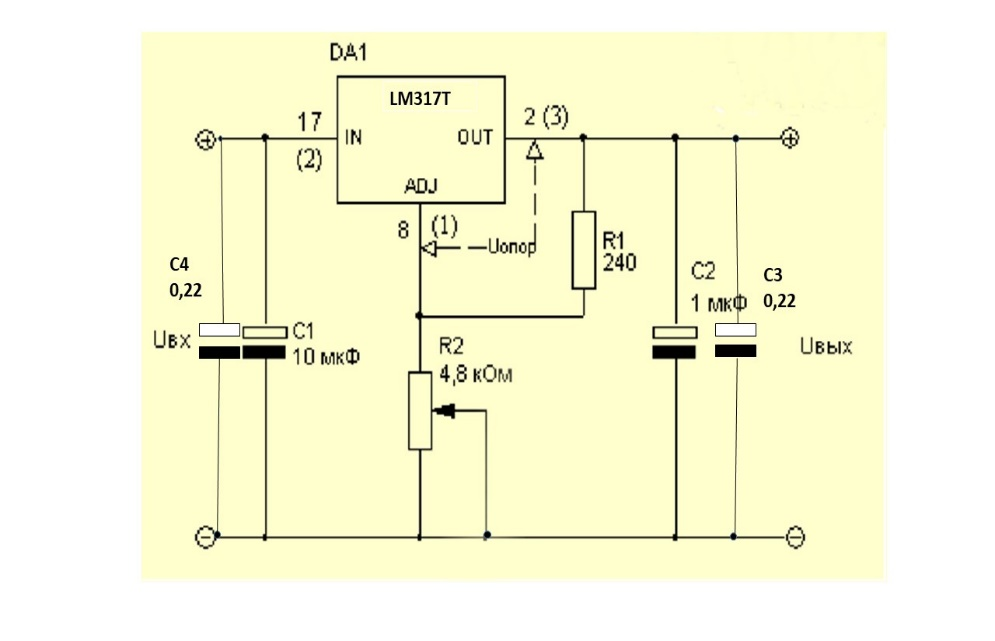 DA1
LM317T
17
2 (3)
IN
OUT
(2)
ADJ
8
(1)
Uопор
R1
240
C4
0,22
C2
1 мкФ
C3
0,22
Uвх
C1
10 мкФ
R2
4,8 кОм
Uвых